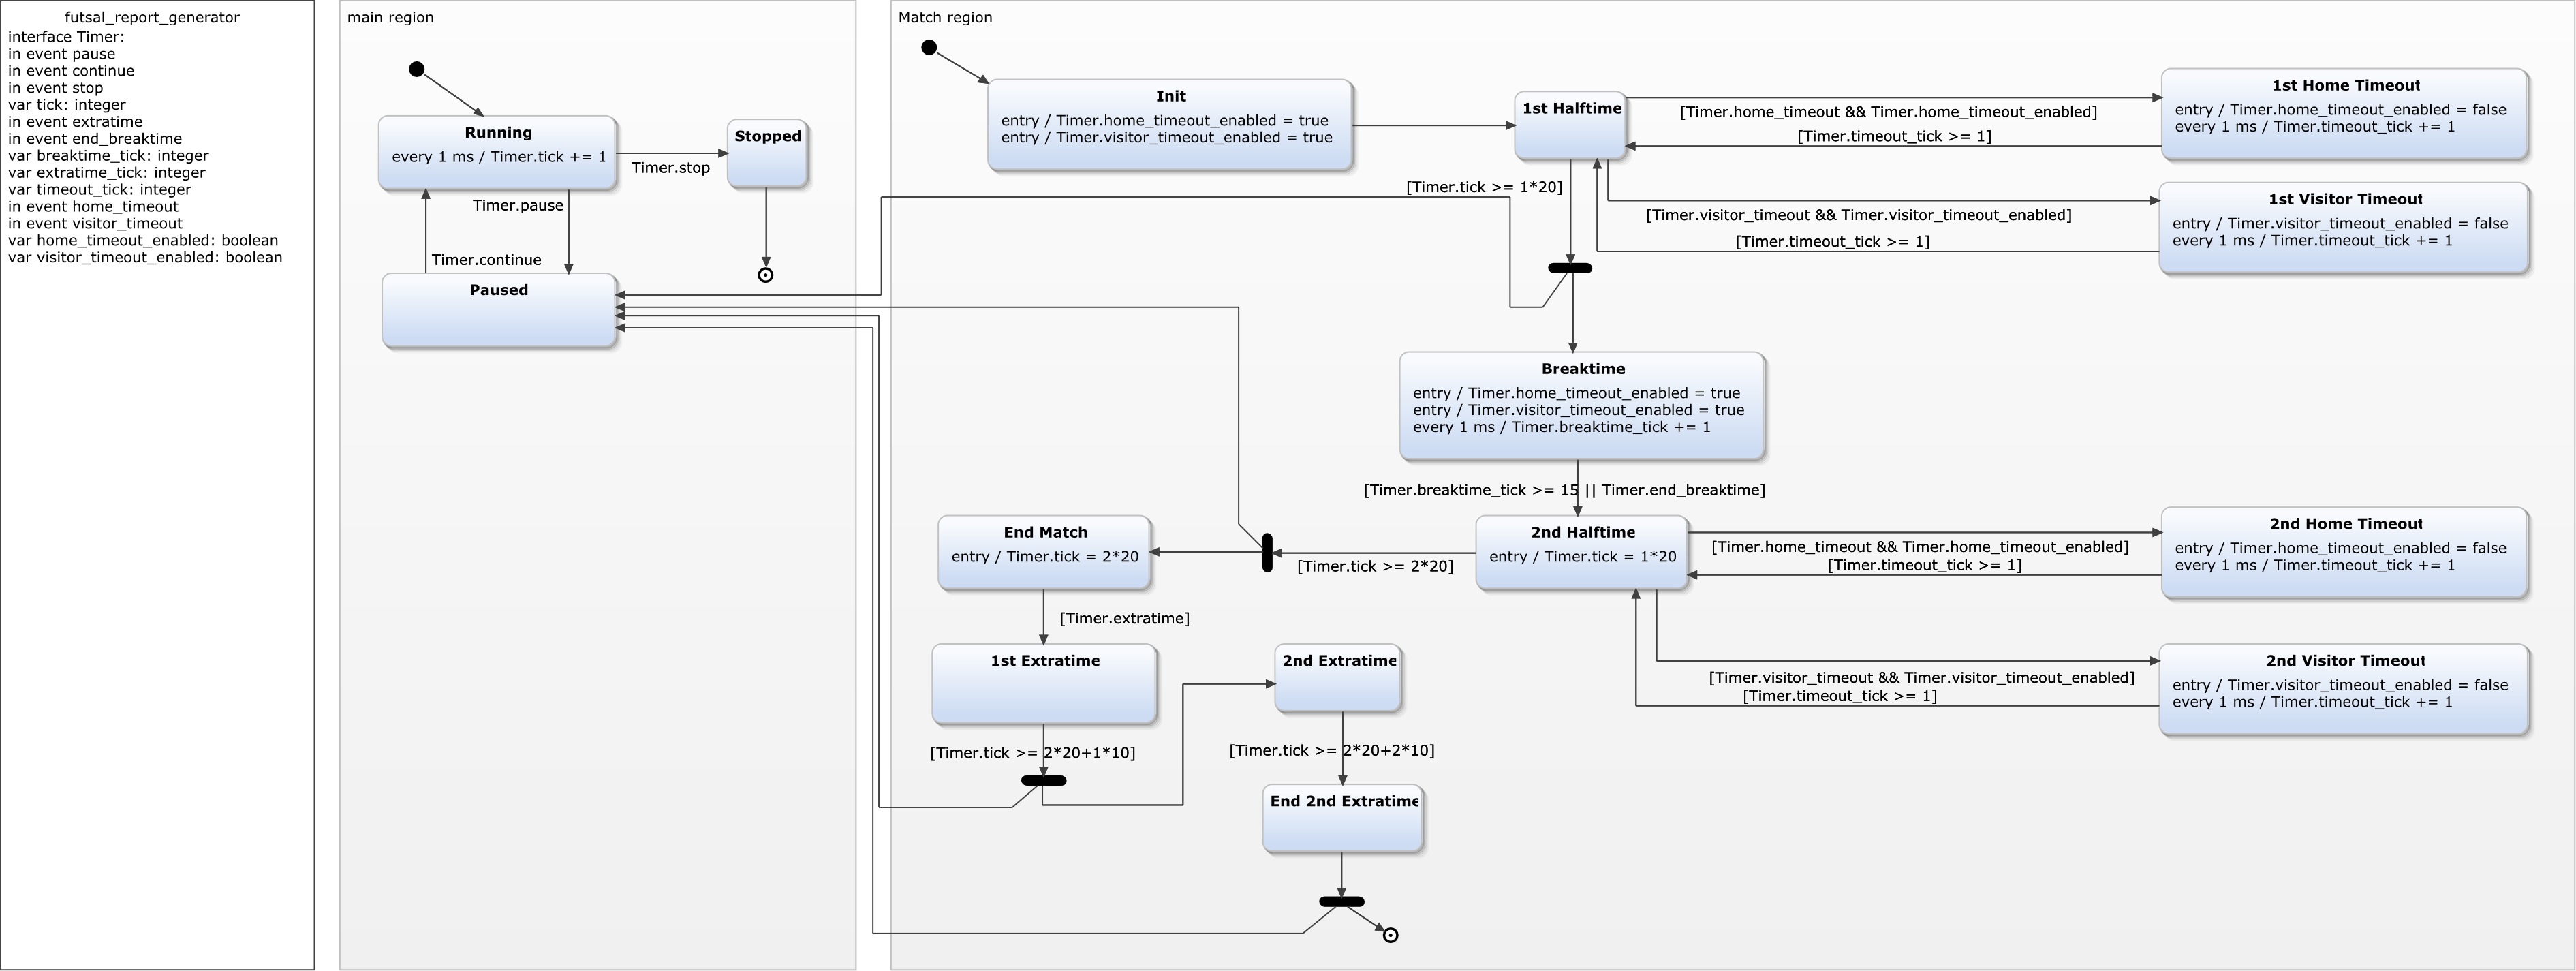 futsal_report_generator
interface Timer:
in event pause
in event continue
in event stop
var tick: integer
in event extratime
in event end_breaktime
var breaktime_tick: integer
var extratime_tick: integer
var timeout_tick: integer
in event home_timeout
in event visitor_timeout
var home_timeout_enabled: boolean
var visitor_timeout_enabled: boolean
main region
Running
every 1 ms / Timer.tick += 1
Timer.stop
Stopped
Timer.pause
Timer.continue
Paused
Match region
Init
entry / Timer.home_timeout_enabled = true
entry / Timer.visitor_timeout_enabled = true
1st Halftime
[Timer.home_timeout && Timer.home_timeout_enabled]
[Timer.timeout_tick >= 1]
1st Home Timeout
entry / Timer.home_timeout_enabled = false
every 1 ms / Timer.timeout_tick += 1
[Timer.tick >= 1*20]
[Timer.visitor_timeout && Timer.visitor_timeout_enabled]
[Timer.timeout_tick >= 1]
1st Visitor Timeout
entry / Timer.visitor_timeout_enabled = false
every 1 ms / Timer.timeout_tick += 1
Breaktime
entry / Timer.home_timeout_enabled = true
entry / Timer.visitor_timeout_enabled = true
every 1 ms / Timer.breaktime_tick += 1
[Timer.breaktime_tick >= 15 || Timer.end_breaktime]
2nd Halftime
entry / Timer.tick = 1*20
[Timer.home_timeout && Timer.home_timeout_enabled]
[Timer.timeout_tick >= 1]
2nd Home Timeout
entry / Timer.home_timeout_enabled = false
every 1 ms / Timer.timeout_tick += 1
[Timer.tick >= 2*20]
End Match
entry / Timer.tick = 2*20
[Timer.extratime]
[Timer.visitor_timeout && Timer.visitor_timeout_enabled]
[Timer.timeout_tick >= 1]
2nd Visitor Timeout
entry / Timer.visitor_timeout_enabled = false
every 1 ms / Timer.timeout_tick += 1
1st Extratime
[Timer.tick >= 2*20+1*10]
2nd Extratime
[Timer.tick >= 2*20+2*10]
End 2nd Extratime